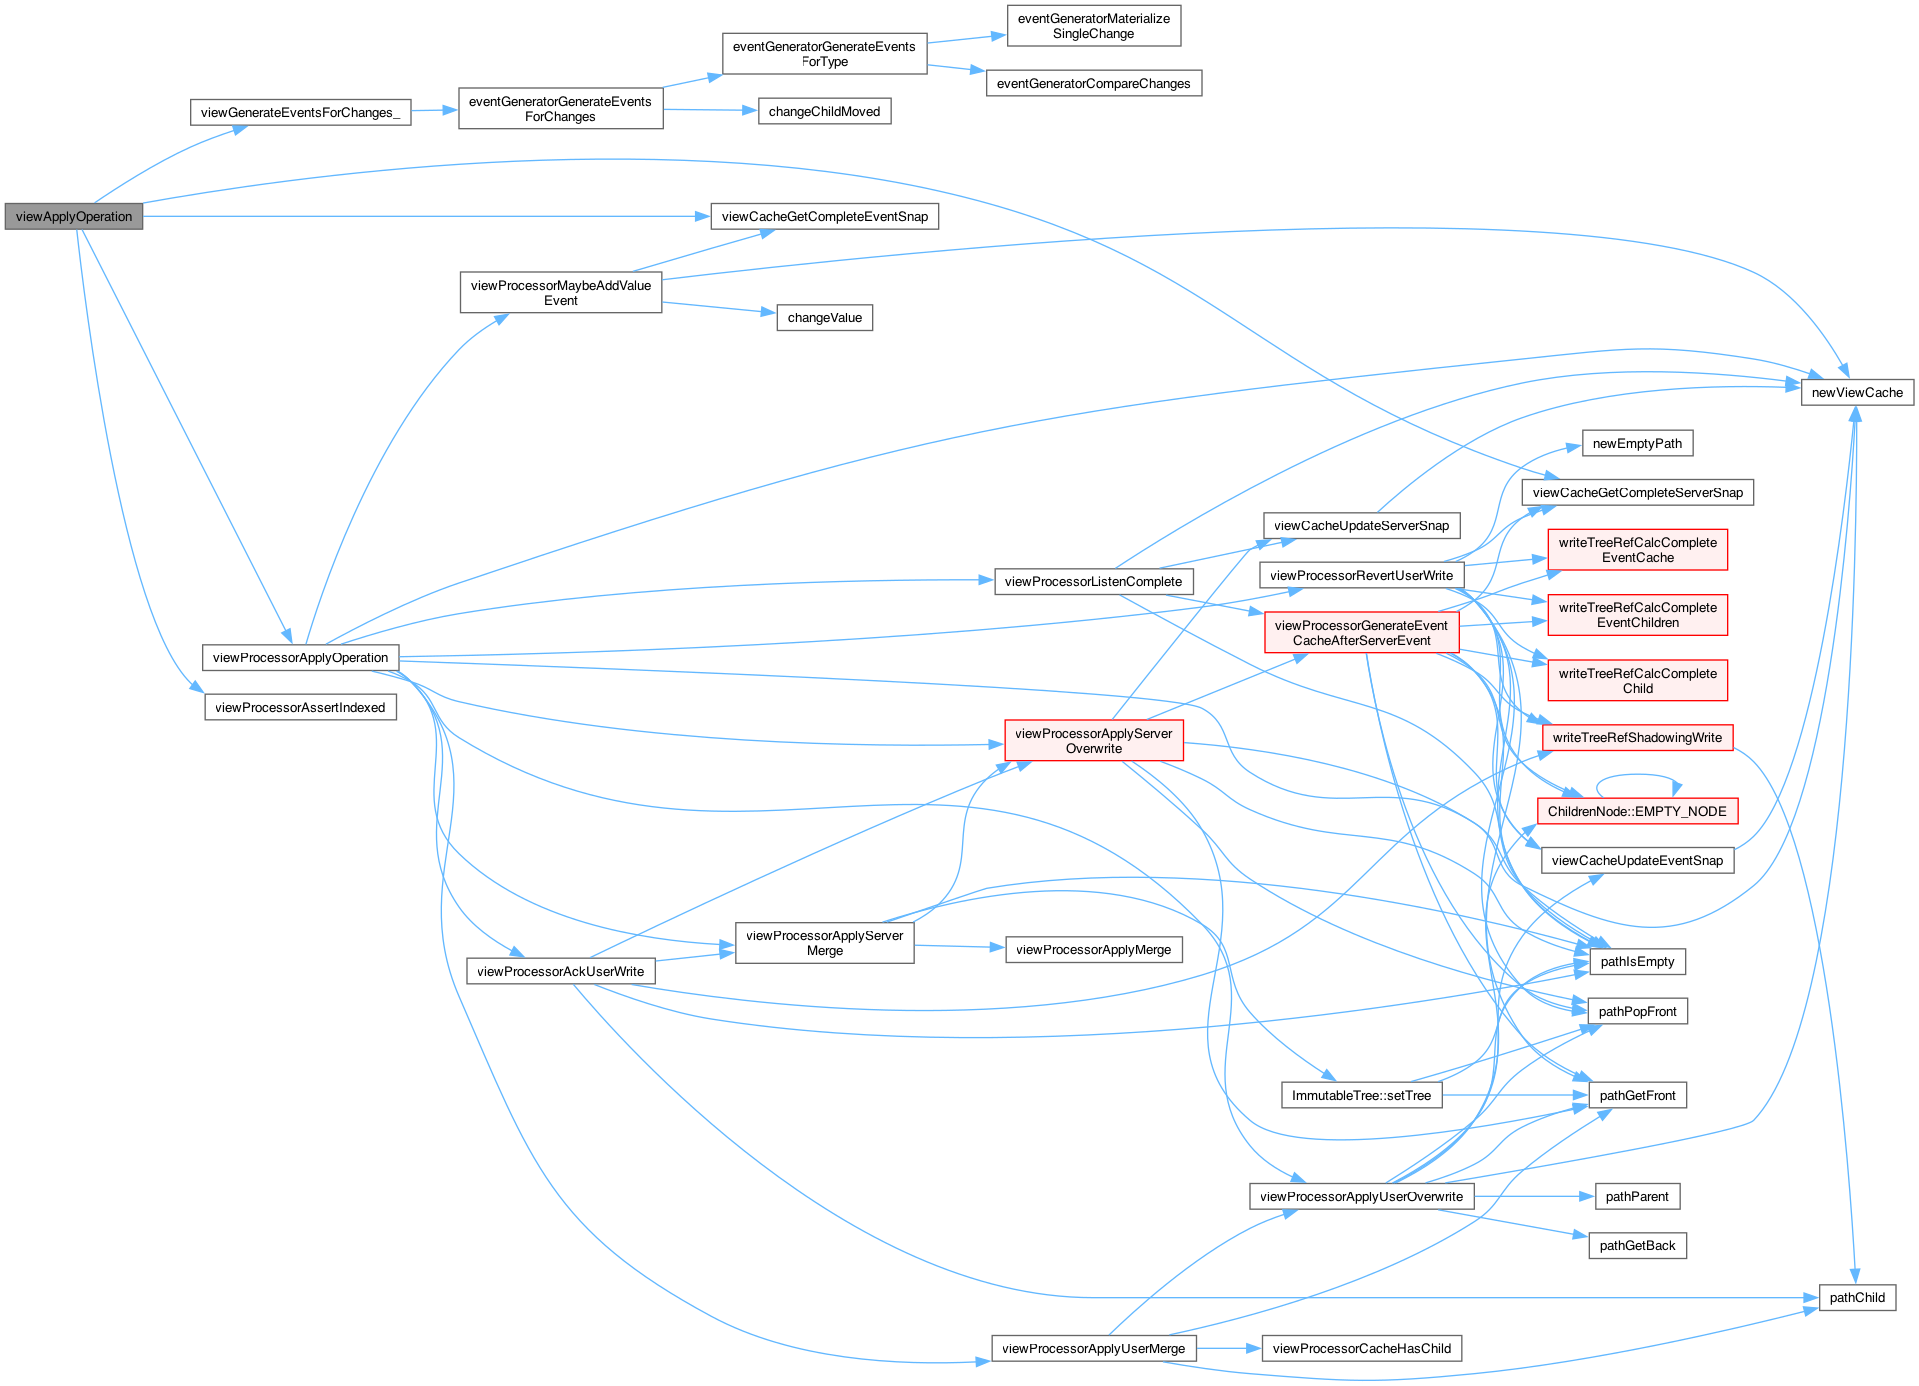 eventGeneratorMaterialize
SingleChange
eventGeneratorGenerateEvents
ForType
eventGeneratorCompareChanges
viewGenerateEventsForChanges_
eventGeneratorGenerateEvents
ForChanges
changeChildMoved
viewApplyOperation
viewCacheGetCompleteEventSnap
viewProcessorMaybeAddValue
Event
changeValue
newViewCache
newEmptyPath
viewCacheGetCompleteServerSnap
viewCacheUpdateServerSnap
writeTreeRefCalcComplete
EventCache
viewProcessorListenComplete
viewProcessorRevertUserWrite
writeTreeRefCalcComplete
EventChildren
viewProcessorGenerateEvent
CacheAfterServerEvent
viewProcessorApplyOperation
writeTreeRefCalcComplete
Child
viewProcessorAssertIndexed
viewProcessorApplyServer
Overwrite
writeTreeRefShadowingWrite
ChildrenNode::EMPTY_NODE
viewCacheUpdateEventSnap
viewProcessorApplyServer
Merge
viewProcessorApplyMerge
pathIsEmpty
viewProcessorAckUserWrite
pathPopFront
ImmutableTree::setTree
pathGetFront
viewProcessorApplyUserOverwrite
pathParent
pathGetBack
pathChild
viewProcessorApplyUserMerge
viewProcessorCacheHasChild